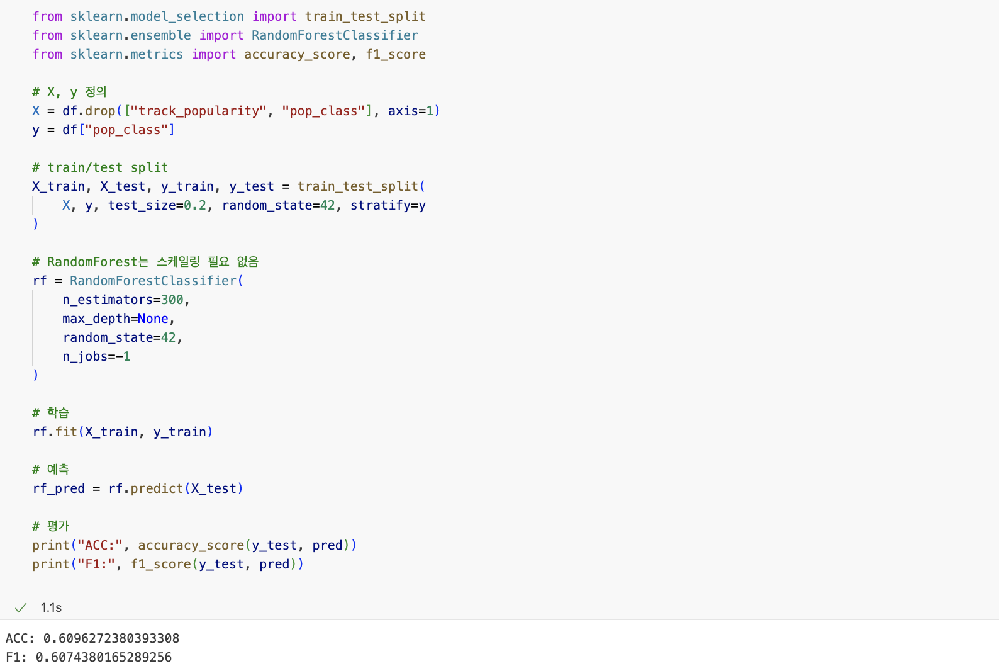 from sklearn.model_selection import train_test_split
from sklearn.ensemble import RandomForestClassifier
from sklearn.metrics import accuracy_score, f1_score
# X, y 정의
X = df.drop(["track_popularity", "pop_class"], axis=1)
y = df["pop_class"]
# train/test split
X_train, X_test, y_train, y_test = train_test_split(
    X, y, test_size=0.2, random_state=42, stratify=y
)
# RandomForest는 스케일링 필요 없음
rf = RandomForestClassifier(
    n_estimators=300,
    max_depth=None,
    random_state=42,
    n_jobs=-1
)
# 학습
rf.fit(X_train, y_train)
# 예측
rf_pred = rf.predict(X_test)
# 평가
print("ACC:", accuracy_score(y_test, pred))
print("F1:", f1_score(y_test, pred))
✓ 1.1s
ACC: 0.6096272380393308
F1: 0.6074380165289256